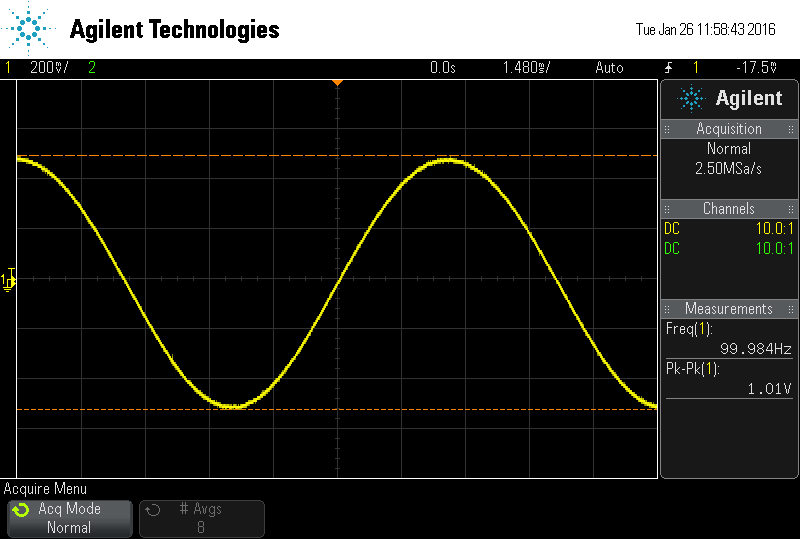 Agilent Technologies
Tue Jan 26 11:58:43 2016
1 200mV/ 2 0.0s 1.480ms/ Auto 1 -17.5mV
Agilent
Acquisition
Normal
2.50MSa/s
Channels
DC 10.0:1
DC 10.0:1
Measurements
Freq(1):
99.984Hz
Pk-Pk(1):
1.01V
T
1
Acquire Menu
Acq Mode
Normal
# Avgs
8